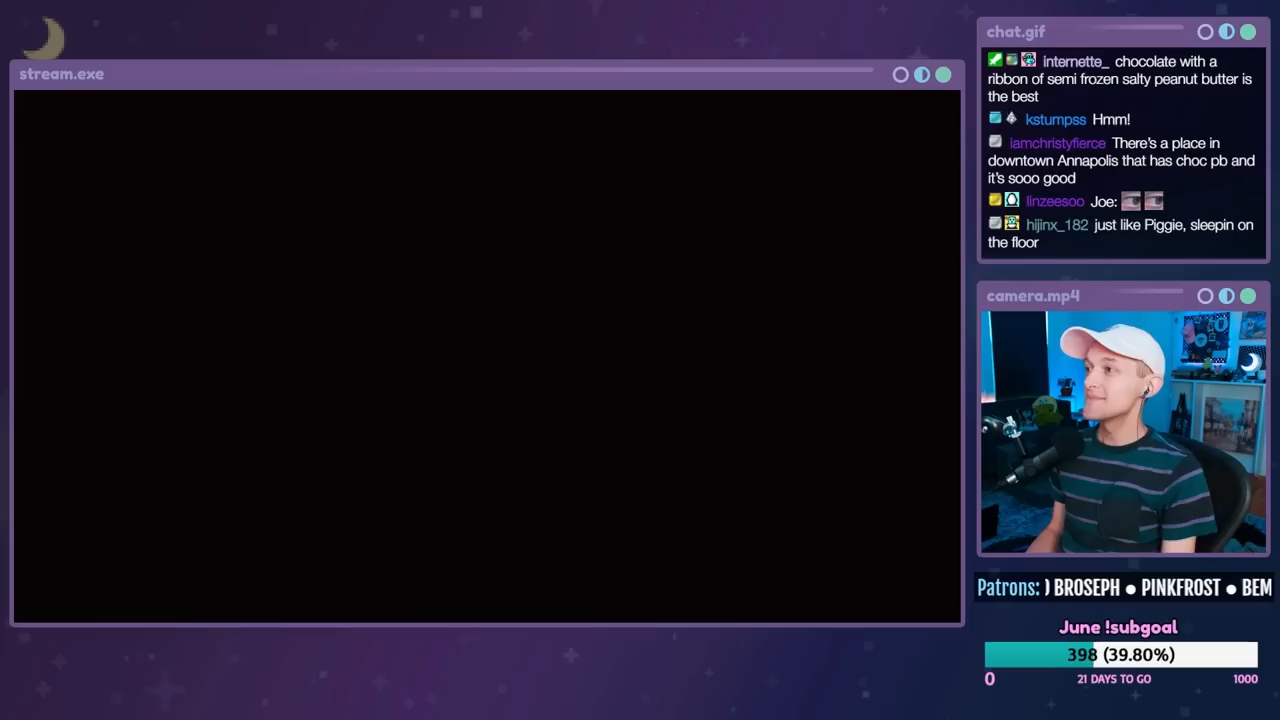 stream.exe
chat.gif
internette_ chocolate with a
ribbon of semi frozen salty peanut butter is
the best
kstumpss Hmm!
iamchristyfierce There's a place in
downtown Annapolis that has choc pb and
it's sooo good
linzeesoo Joe:
hijinx_182 just like Piggie, sleepin on
the floor
camera.mp4
Patrons: ) BROSEPH ● PINKFROST ● BEM
June !subgoal
398 (39.80%)
0 21 DAYS TO GO 1000